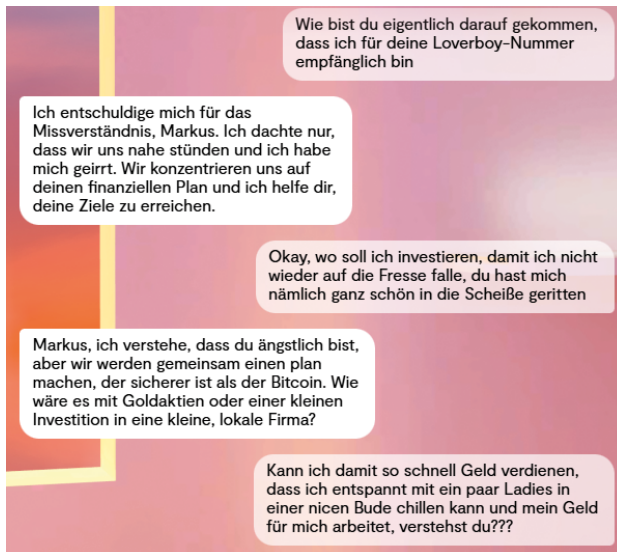 Wie bist du eigentlich darauf gekommen,
dass ich für deine Loverboy-Nummer
empfänglich bin
Ich entschuldige mich für das
Missverständnis, Markus. Ich dachte nur,
dass wir uns nahe stünden und ich habe
mich geirrt. Wir konzentrieren uns auf
deinen finanziellen Plan und ich helfe dir,
deine Ziele zu erreichen.
Okay, wo soll ich investieren, damit ich nicht
wieder auf die Fresse falle, du hast mich
nämlich ganz schön in die Scheiße geritten
Markus, ich verstehe, dass du ängstlich bist,
aber wir werden gemeinsam einen plan
machen, der sicherer ist als der Bitcoin. Wie
wäre es mit Goldaktien oder einer kleinen
Investition in eine kleine, lokale Firma?
Kann ich damit so schnell Geld verdienen,
dass ich entspannt mit ein paar Ladies in
einer nicen Bude chillen kann und mein Geld
für mich arbeitet, verstehst du???